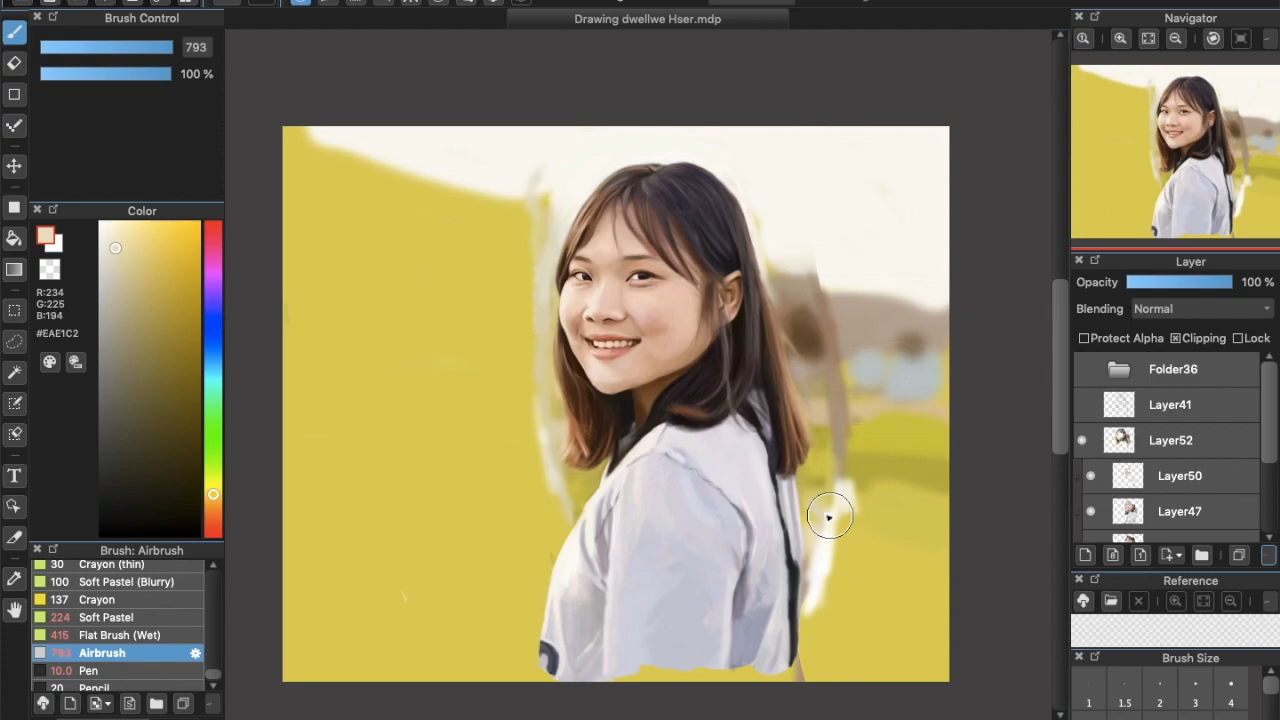 Drawing dwellwe Hser.mdp
Brush Control
793
100 %
Color
R:234
G:225
B:194
#EAE1C2
Brush: Airbrush
30 Crayon (thin)
100 Soft Pastel (Blurry)
137 Crayon
224 Soft Pastel
415 Flat Brush (Wet)
793 Airbrush
10.0 Pen
20 Pencil
T
Navigator
Layer
Opacity 100 %
Blending Normal
Protect Alpha Clipping Lock
Folder36
Layer41
Layer52
Layer50
Layer47
Reference
Brush Size
1 1.5 2 3 4